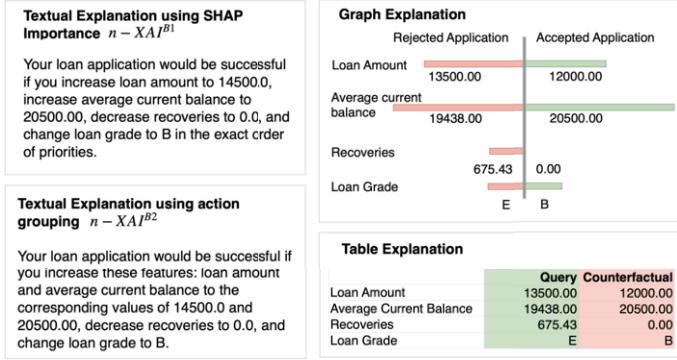 Textual Explanation using SHAP
Importance n – XAI^B1
Your loan application would be successful
if you increase loan amount to 14500.0,
increase average current balance to
20500.00, decrease recoveries to 0.0, and
change loan grade to B in the exact order
of priorities.
Textual Explanation using action
grouping n – XAI^B2
Your loan application would be successful if
you increase these features: loan amount
and average current balance to the
corresponding values of 14500.0 and
20500.00, decrease recoveries to 0.0, and
change loan grade to B.
Graph Explanation
Rejected Application Accepted Application
Loan Amount
13500.00 12000.00
Average current
balance
19438.00 20500.00
Recoveries
675.43 0.00
Loan Grade
E B
Table Explanation
Query Counterfactual
Loan Amount 13500.00 12000.00
Average Current Balance 19438.00 20500.00
Recoveries 675.43 0.00
Loan Grade E B